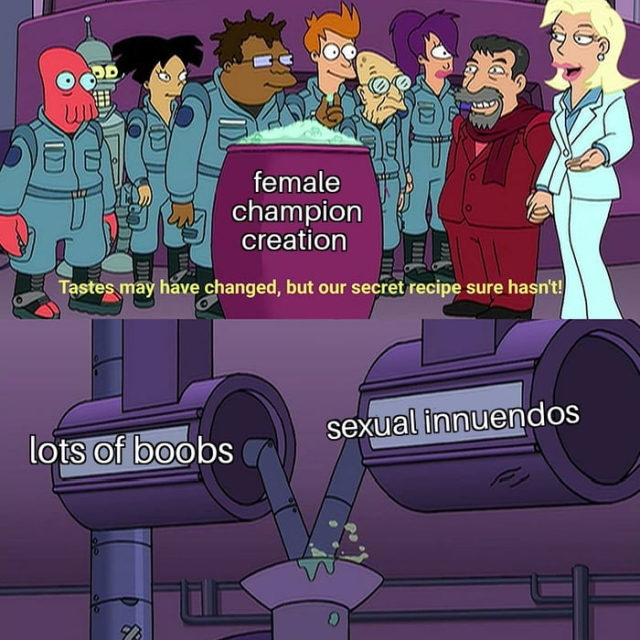 female
champion
creation
Tastes may have changed, but our secret recipe sure hasn't!
lots of boobs
sexual innuendos